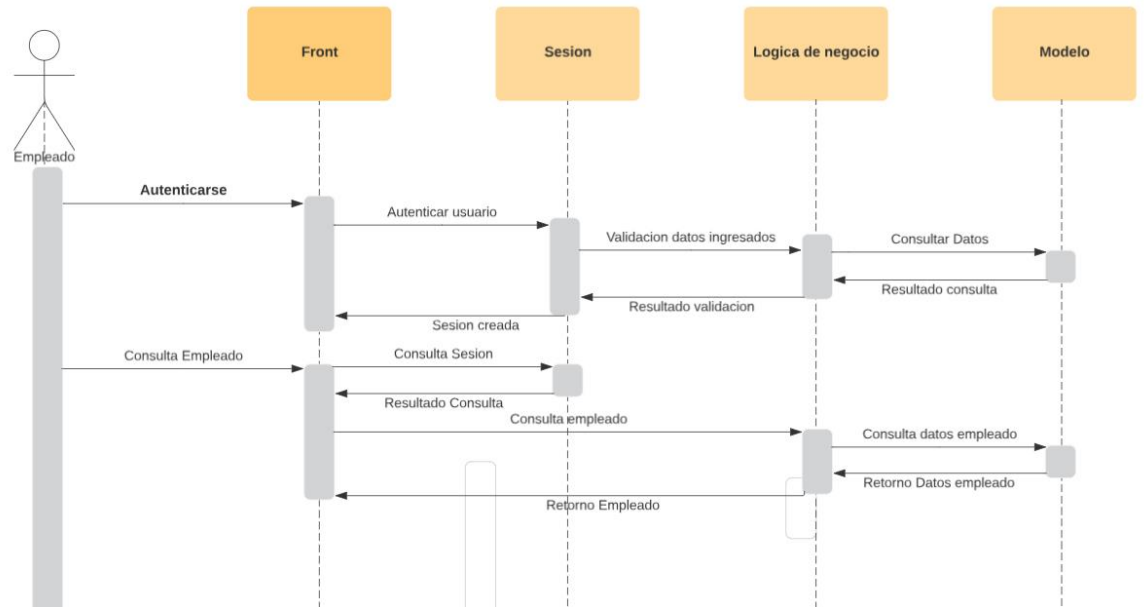 Front
Sesion
Logica de negocio
Modelo
Empleado
Autenticarse
Autenticar usuario
Validacion datos ingresados
Consultar Datos
Resultado consulta
Resultado validacion
Sesion creada
Consulta Empleado
Consulta Sesion
Resultado Consulta
Consulta empleado
Consulta datos empleado
Retorno Datos empleado
Retorno Empleado